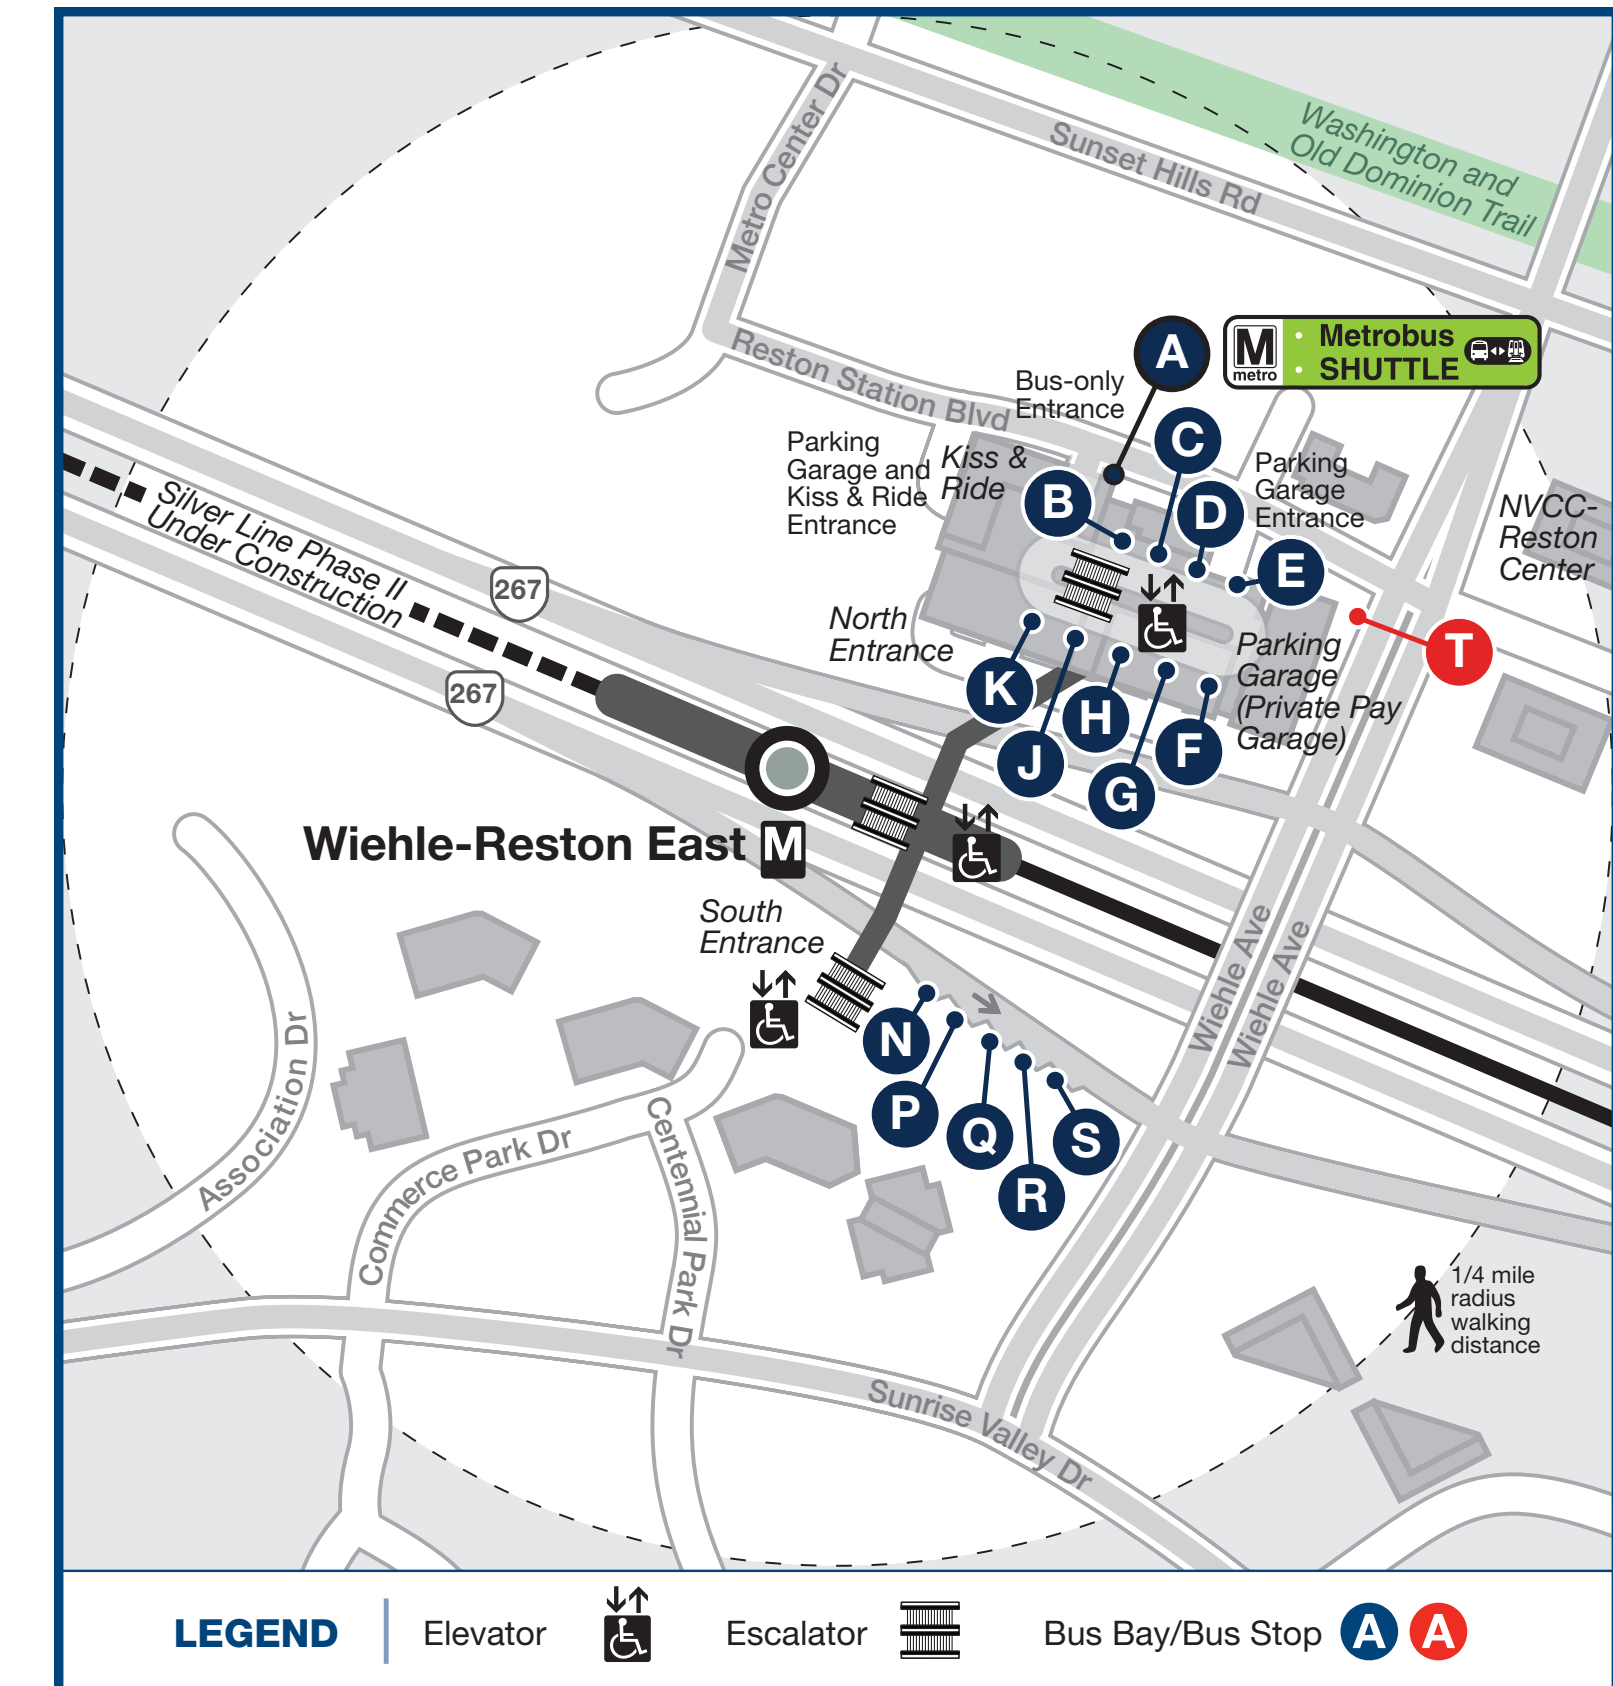 Washington and
Old Dominion Trail
Sunset Hills Rd
Metro Center Dr
Reston Station Blvd
A
M
metro
· Metrobus
· SHUTTLE
Bus-only
Entrance
C
Parking
Garage and
Kiss & Ride
Entrance
Kiss &
Ride
B
D
Parking
Garage
Entrance
E
NVCC-
Reston
Center
Silver Line Phase II
Under Construction
267
267
North
Entrance
K
J
H
G
F
Parking
Garage
(Private Pay
Garage)
T
Wiehle-Reston East
M
South
Entrance
Wiehle Ave
Wiehle Ave
N
P
Q
R
S
Association Dr
Commerce Park Dr
Centennial Park Dr
Sunrise Valley Dr
1/4 mile
radius
walking
distance
LEGEND
Elevator
Escalator
Bus Bay/Bus Stop
A
A